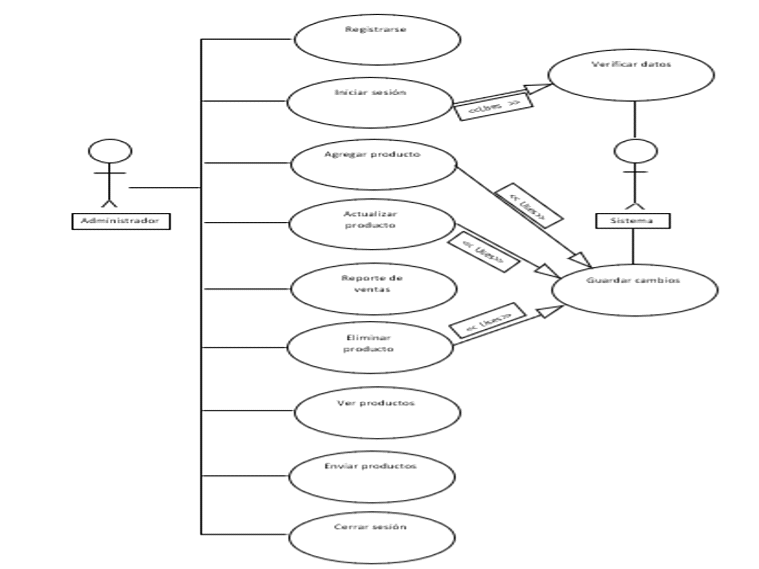 Registrarse
Verificar datos
Iniciar sesión
<<Uses >>
Agregar producto
<< Uses>>
Administrador
Actualizar
producto
Sistema
<< Uses>>
Reporte de
ventas
Guardar cambios
<< Uses>>
Eliminar
producto
Ver productos
Enviar productos
Cerrar sesión